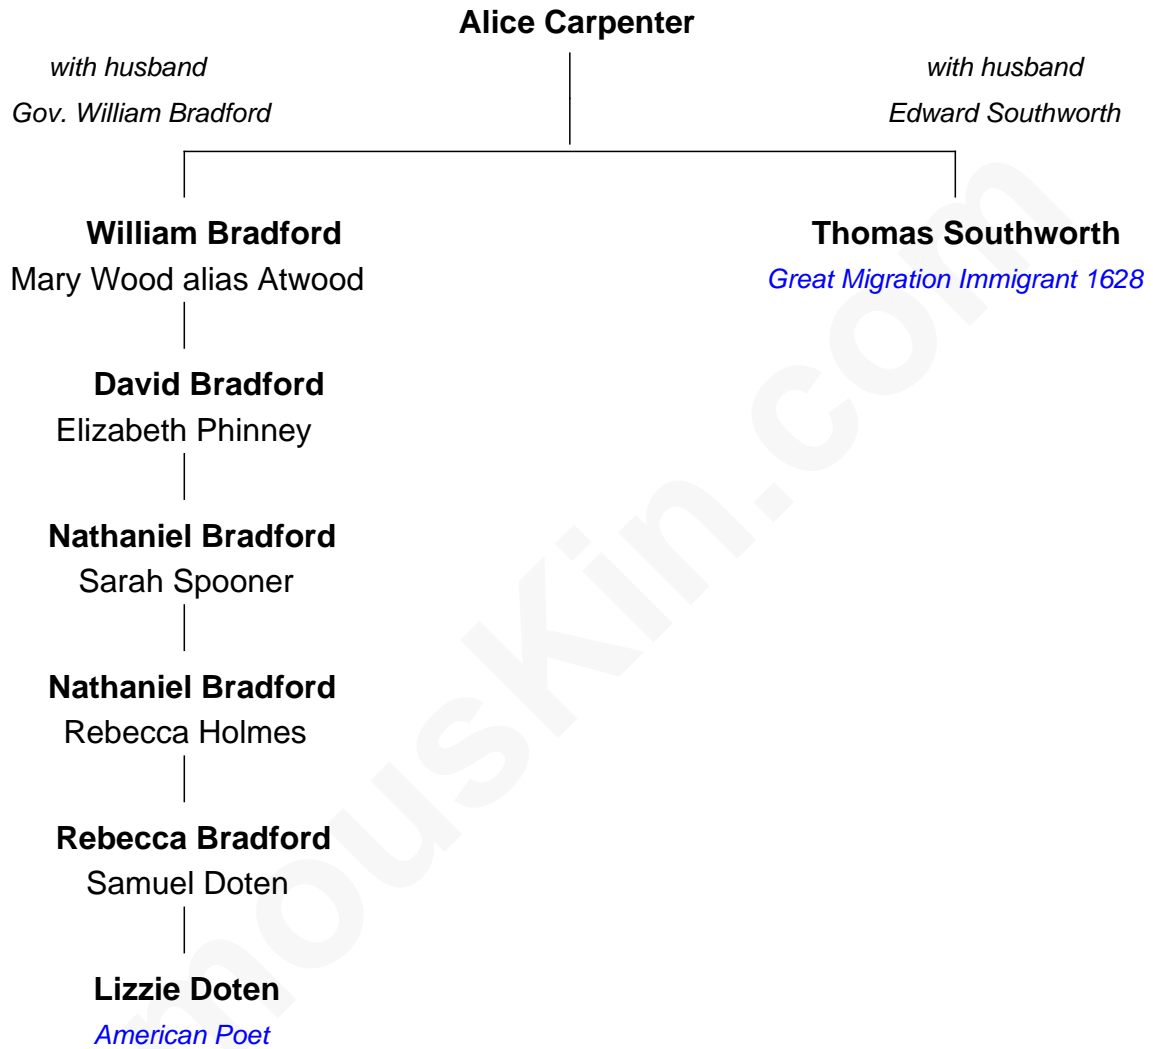 Alice Carpenter
with husband
Gov. William Bradford
with husband
Edward Southworth
William Bradford
Mary Wood alias Atwood
Thomas Southworth
Great Migration Immigrant 1628
David Bradford
Elizabeth Phinney
Nathaniel Bradford
Sarah Spooner
Nathaniel Bradford
Rebecca Holmes
Rebecca Bradford
Samuel Doten
Lizzie Doten
American Poet
mouskin.com